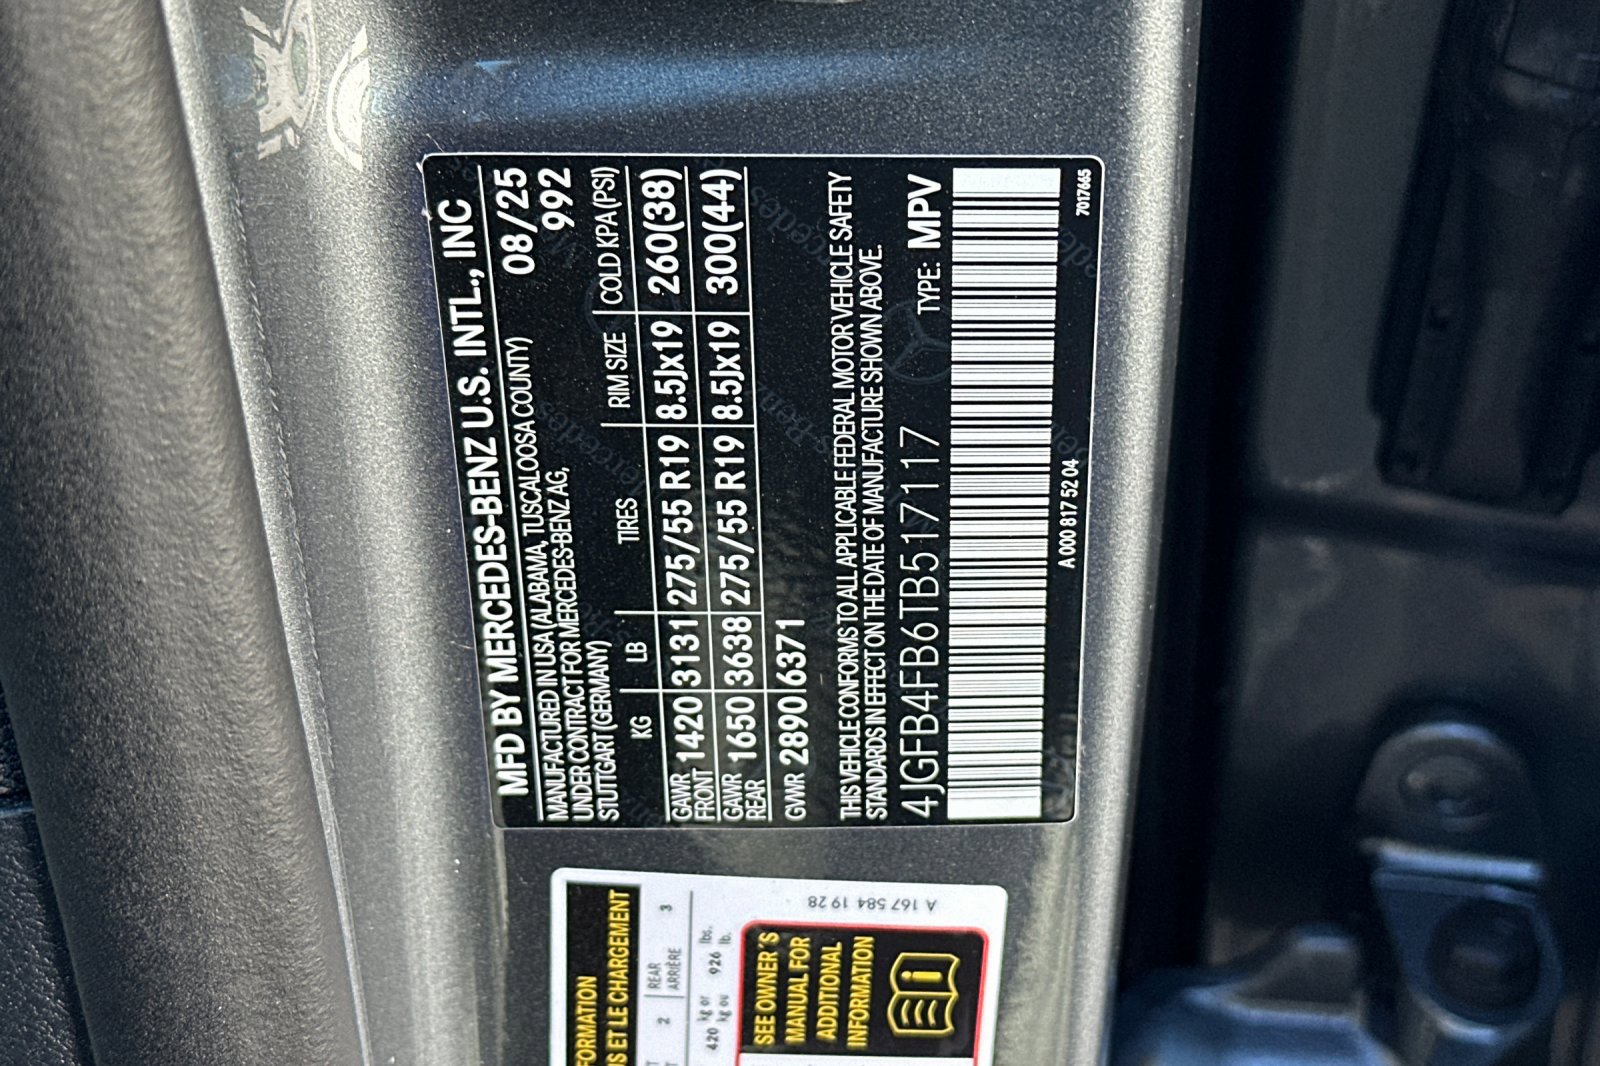 MFD BY MERCEDES-BENZ U.S. INTL., INC
MANUFACTURED IN USA (ALABAMA, TUSCALOOSA COUNTY) 08/25
UNDER CONTRACT FOR MERCEDES-BENZ AG, 992
STUTTGART (GERMANY)
KG LB TIRES RIM SIZE COLD KPA (PSI)
GAWR FRONT 1420 3131 275/55 R19 8.5Jx19 260(38)
GAWR REAR 1650 3638 275/55 R19 8.5Jx19 300(44)
GVWR 2890 6371
THIS VEHICLE CONFORMS TO ALL APPLICABLE FEDERAL MOTOR VEHICLE SAFETY
STANDARDS IN EFFECT ON THE DATE OF MANUFACTURE SHOWN ABOVE.
4JGFB4FB6TB517117 TYPE: MPV
A 000 817 52 04
7017665
REAR
ARRIÈRE
2
3
420 kg or 926 lbs.
kg ou lb.
SEE OWNER'S
MANUAL FOR
ADDITIONAL
INFORMATION
A 167 584 19 28